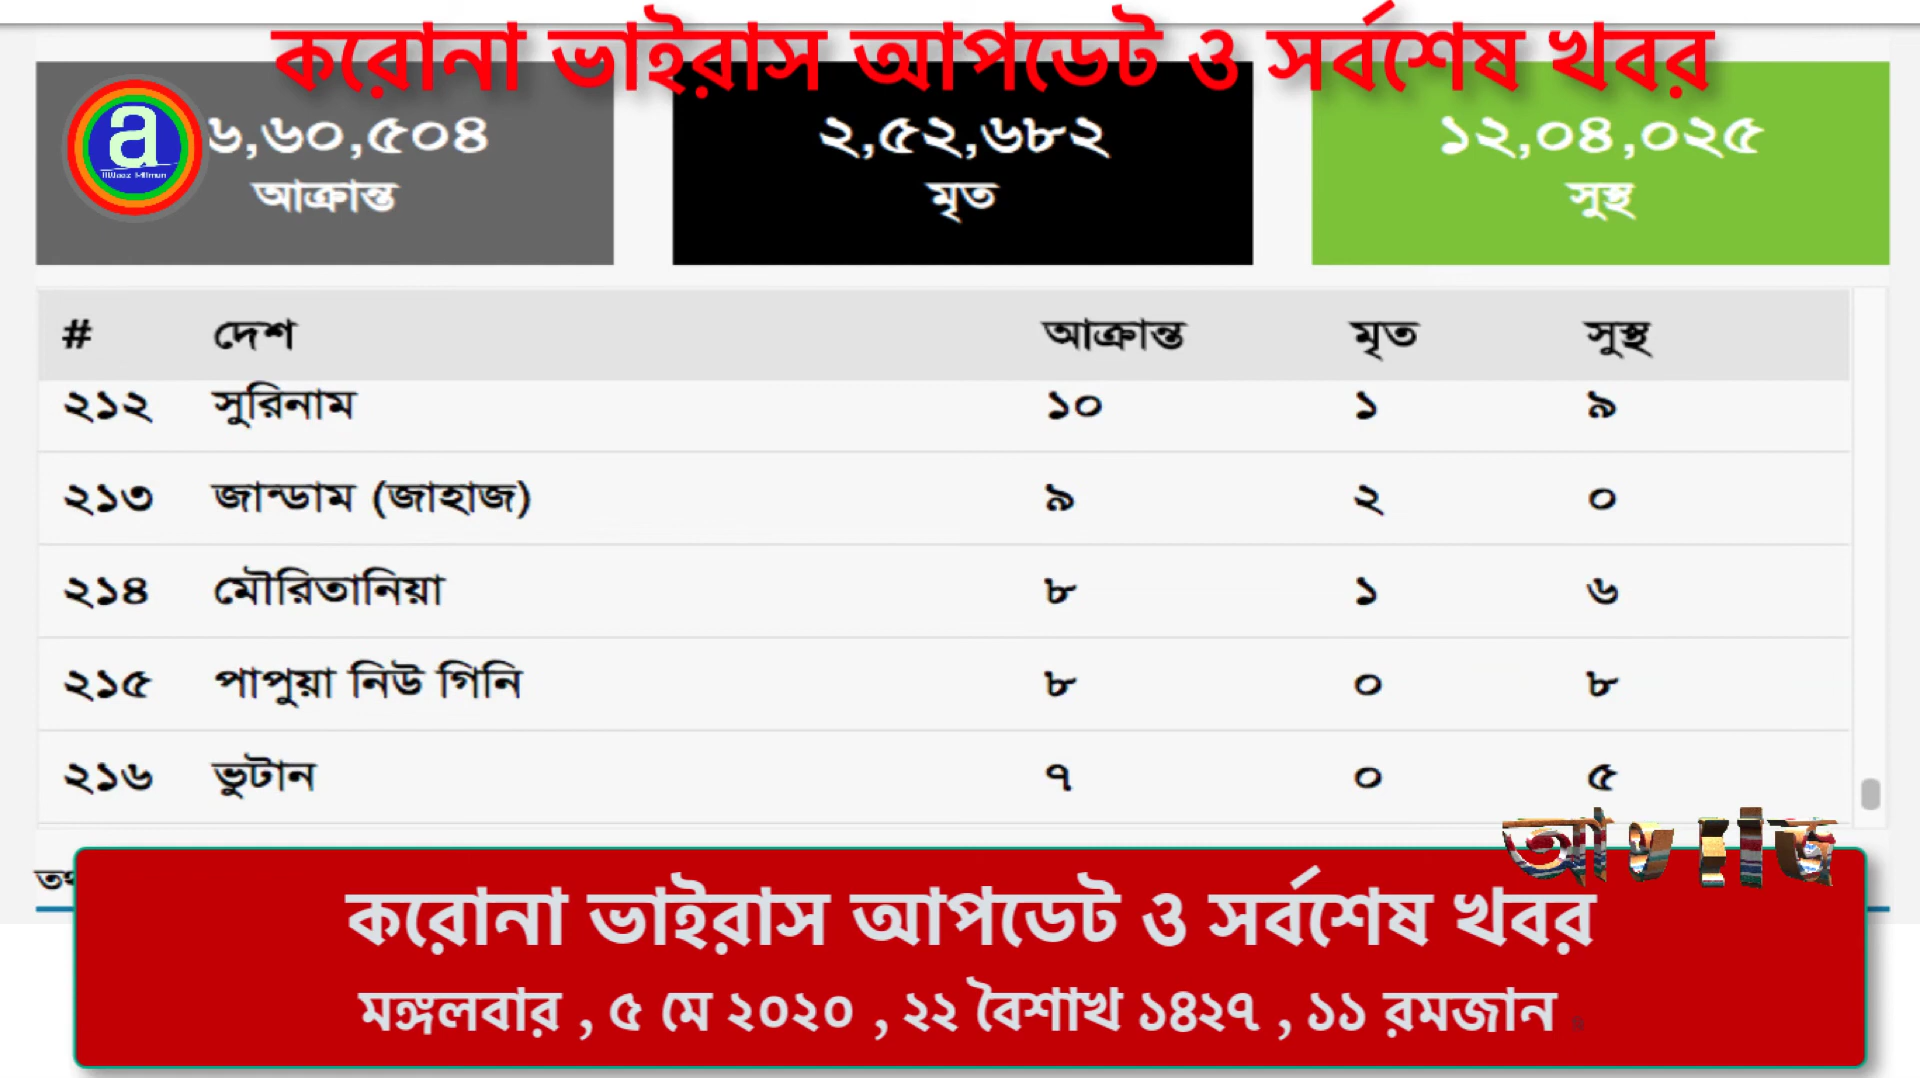 করোনা ভাইরাস আপডেট ও সর্বশেষ খবর
a
৬,৬০,৫০৪
আক্রান্ত
২,৫২,৬৮২
মৃত
১২,০৪,০২৫
সুস্থ
# দেশ আক্রান্ত মৃত সুস্থ
২১২ সুরিনাম ১০ ১ ৯
২১৩ জান্ডাম (জাহাজ) ৯ ২ ০
২১৪ মৌরিতানিয়া ৮ ১ ৬
২১৫ পাপুয়া নিউ গিনি ৮ ০ ৮
২১৬ ভুটান ৭ ০ ৫
করোনা ভাইরাস আপডেট ও সর্বশেষ খবর
মঙ্গলবার , ৫ মে ২০২০ , ২২ বৈশাখ ১৪২৭ , ১১ রমজান